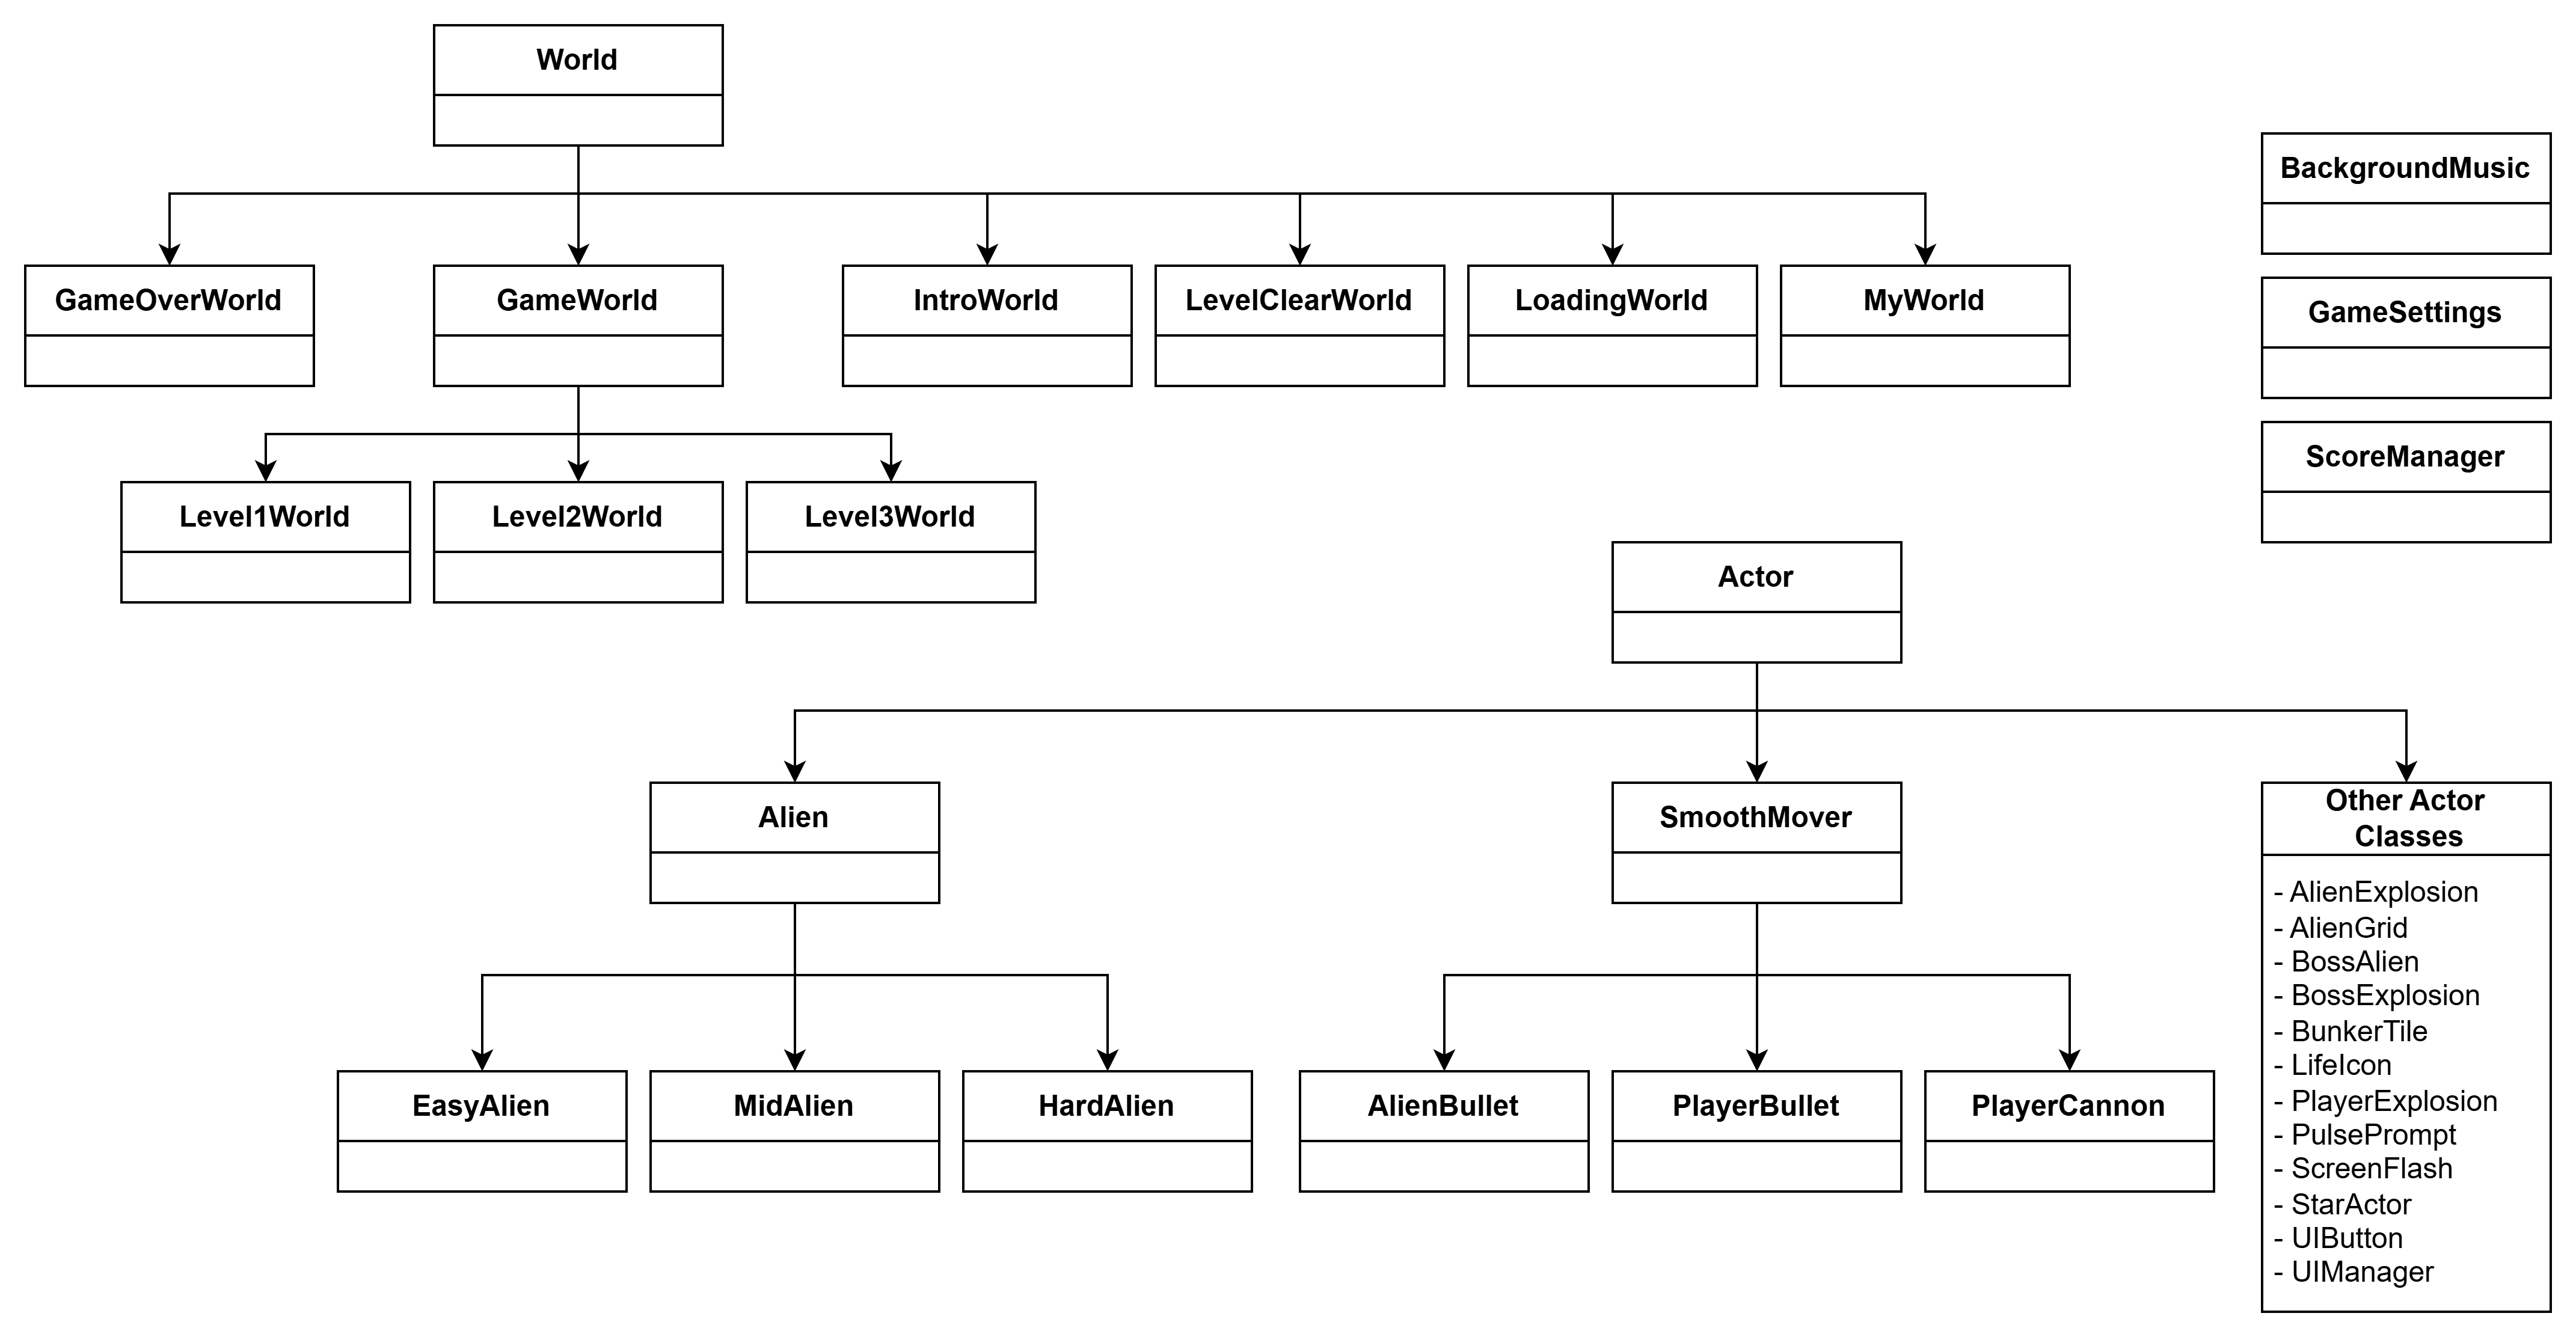 World
BackgroundMusic
GameOverWorld
GameWorld
IntroWorld
LevelClearWorld
LoadingWorld
MyWorld
GameSettings
ScoreManager
Level1World
Level2World
Level3World
Actor
Alien
SmoothMover
Other Actor
Classes
- AlienExplosion
- AlienGrid
- BossAlien
- BossExplosion
- BunkerTile
- LifeIcon
- PlayerExplosion
- PulsePrompt
- ScreenFlash
- StarActor
- UIButton
- UIManager
EasyAlien
MidAlien
HardAlien
AlienBullet
PlayerBullet
PlayerCannon